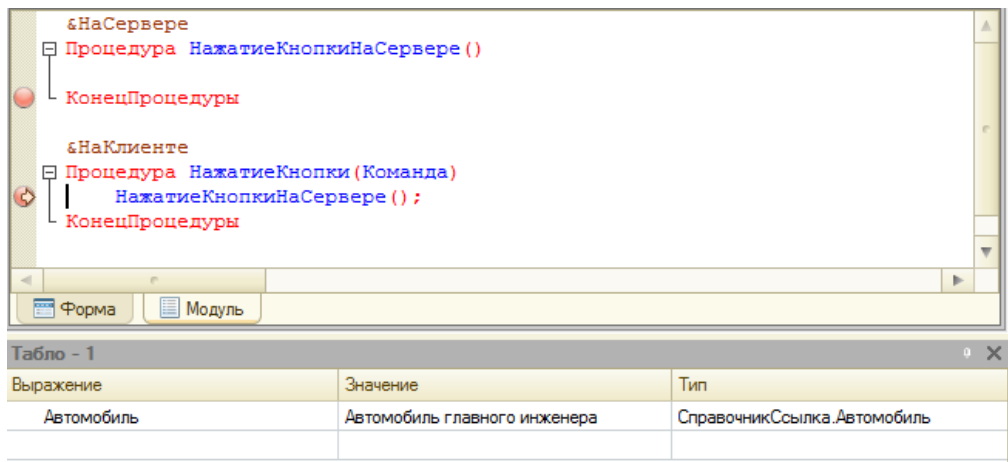 &НаСервере
Процедура НажатиеКнопкиНаСервере()
КонецПроцедуры
&НаКлиенте
Процедура НажатиеКнопки(Команда)
НажатиеКнопкиНаСервере();
КонецПроцедуры
Форма Модуль
Табло - 1
Выражение Значение Тип
Автомобиль Автомобиль главного инженера СправочникСсылка.Автомобиль